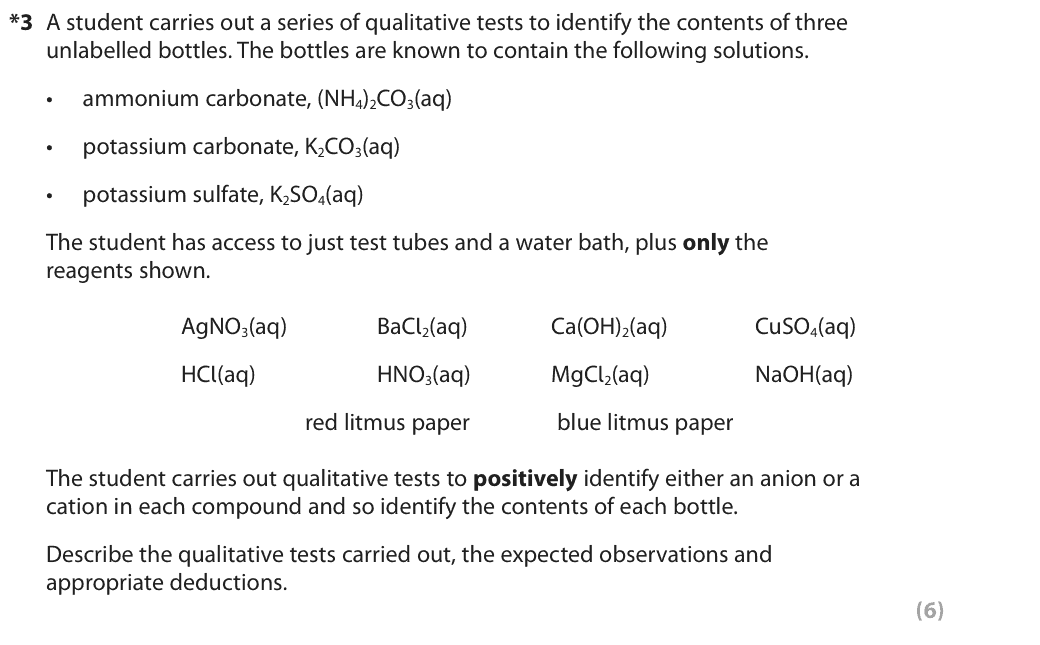 *3 A student carries out a series of qualitative tests to identify the contents of three
unlabelled bottles. The bottles are known to contain the following solutions.
• ammonium carbonate, (NH₄)₂CO₃(aq)
• potassium carbonate, K₂CO₃(aq)
• potassium sulfate, K₂SO₄(aq)
The student has access to just test tubes and a water bath, plus only the
reagents shown.
AgNO₃(aq) BaCl₂(aq) Ca(OH)₂(aq) CuSO₄(aq)
HCl(aq) HNO₃(aq) MgCl₂(aq) NaOH(aq)
red litmus paper blue litmus paper
The student carries out qualitative tests to positively identify either an anion or a
cation in each compound and so identify the contents of each bottle.
Describe the qualitative tests carried out, the expected observations and
appropriate deductions.
(6)